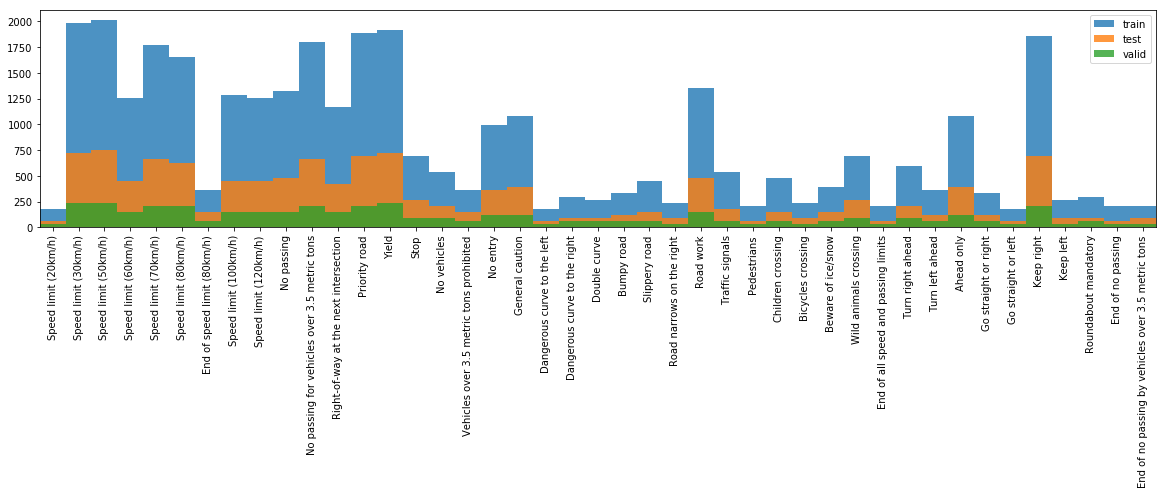 2000
1750
1500
1250
1000
750
500
250
0
train
test
valid
Speed limit (20km/h)
Speed limit (30km/h)
Speed limit (50km/h)
Speed limit (60km/h)
Speed limit (70km/h)
Speed limit (80km/h)
End of speed limit (80km/h)
Speed limit (100km/h)
Speed limit (120km/h)
No passing
No passing for vehicles over 3.5 metric tons
Right-of-way at the next intersection
Priority road
Yield
Stop
No vehicles
Vehicles over 3.5 metric tons prohibited
No entry
General caution
Dangerous curve to the left
Dangerous curve to the right
Double curve
Bumpy road
Slippery road
Road narrows on the right
Road work
Traffic signals
Pedestrians
Children crossing
Bicycles crossing
Beware of ice/snow
Wild animals crossing
End of all speed and passing limits
Turn right ahead
Turn left ahead
Ahead only
Go straight or right
Go straight or left
Keep right
Keep left
Roundabout mandatory
End of no passing
End of no passing by vehicles over 3.5 metric tons